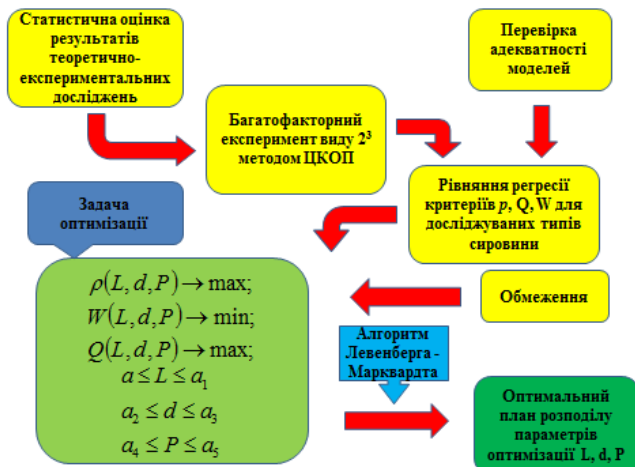 Статистична оцінка
результатів
теоретично-
експериментальних
досліджень
Перевірка
адекватності
моделей
Багатофакторний
експеримент виду 2³
методом ЦКОП
Рівняння регресії
критеріїв p, Q, W для
досліджуваних типів
сировини
Задача
оптимізації
ρ(L, d, P) → max;
W(L, d, P) → min;
Q(L, d, P) → max;
a ≤ L ≤ a₁
a₂ ≤ d ≤ a₃
a₄ ≤ P ≤ a₅
Обмеження
Алгоритм
Левенберга -
Марквардта
Оптимальний
план розподілу
параметрів
оптимізації L, d, P